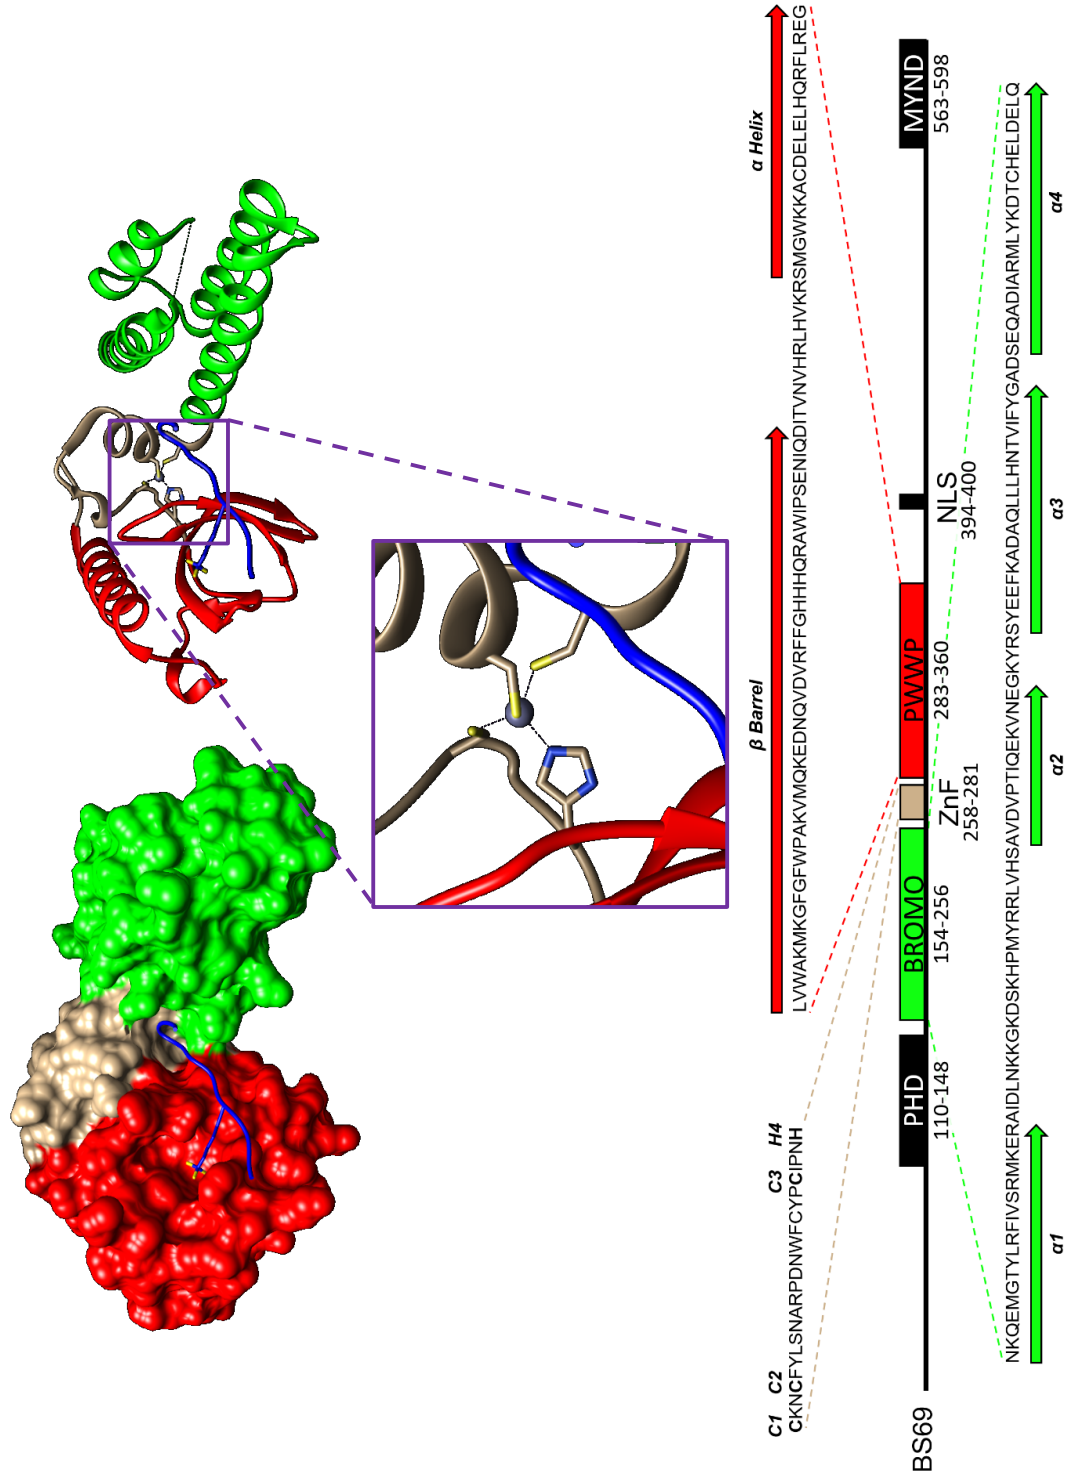 α Helix
β Barrel
LVWAKMKGFGFWPAKVMQKEDNQVDVRFFGHHHQRAWIPSENIQDITVNVHRLHVKRSMGWKKACDELELHQRFLREG
C1 C2 C3 H4
CKNCFYLSNARPDNWFCYPCIPNH
BS69
PHD
110-148
BROMO
154-256
ZnF
258-281
PWWP
283-360
NLS
394-400
MYND
563-598
NKQEMGTYLRFIVSRMKERAIDLNKKGKDSKHPMYRRLVHSAVDVPTIQEKVNEGKYRSYEEFKADAQLLLHNTVIFYGADSEQADIARMLYKDTCHELDELQ
α1
α2
α3
α4